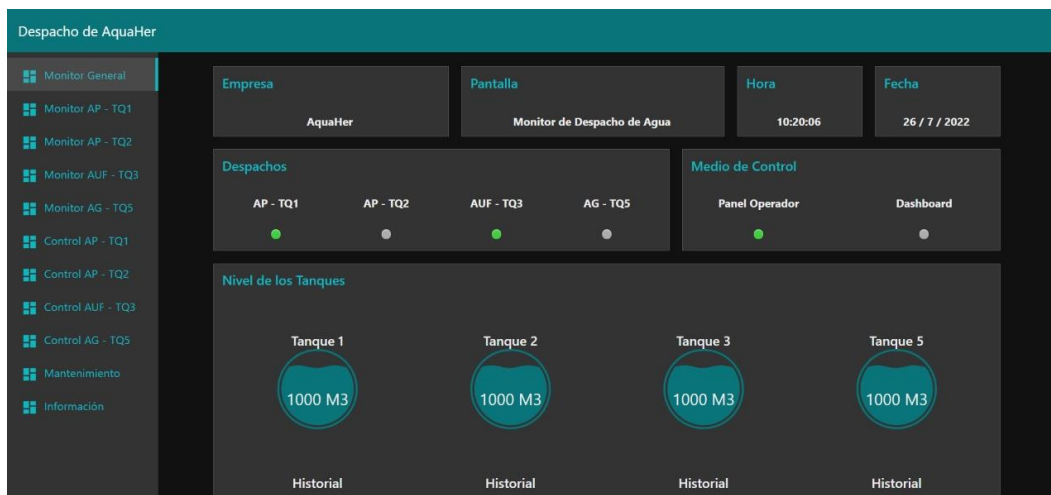 Despacho de AquaHer
Monitor General
Monitor AP - TQ1
Monitor AP - TQ2
Monitor AUF - TQ3
Monitor AG - TQ5
Control AP - TQ1
Control AP - TQ2
Control AUF - TQ3
Control AG - TQ5
Mantenimiento
Información
Empresa
AquaHer
Pantalla
Monitor de Despacho de Agua
Hora
10:20:06
Fecha
26 / 7 / 2022
Despachos
AP - TQ1 AP - TQ2 AUF - TQ3 AG - TQ5
Medio de Control
Panel Operador Dashboard
Nivel de los Tanques
Tanque 1 Tanque 2 Tanque 3 Tanque 5
1000 M3 1000 M3 1000 M3 1000 M3
Historial Historial Historial Historial